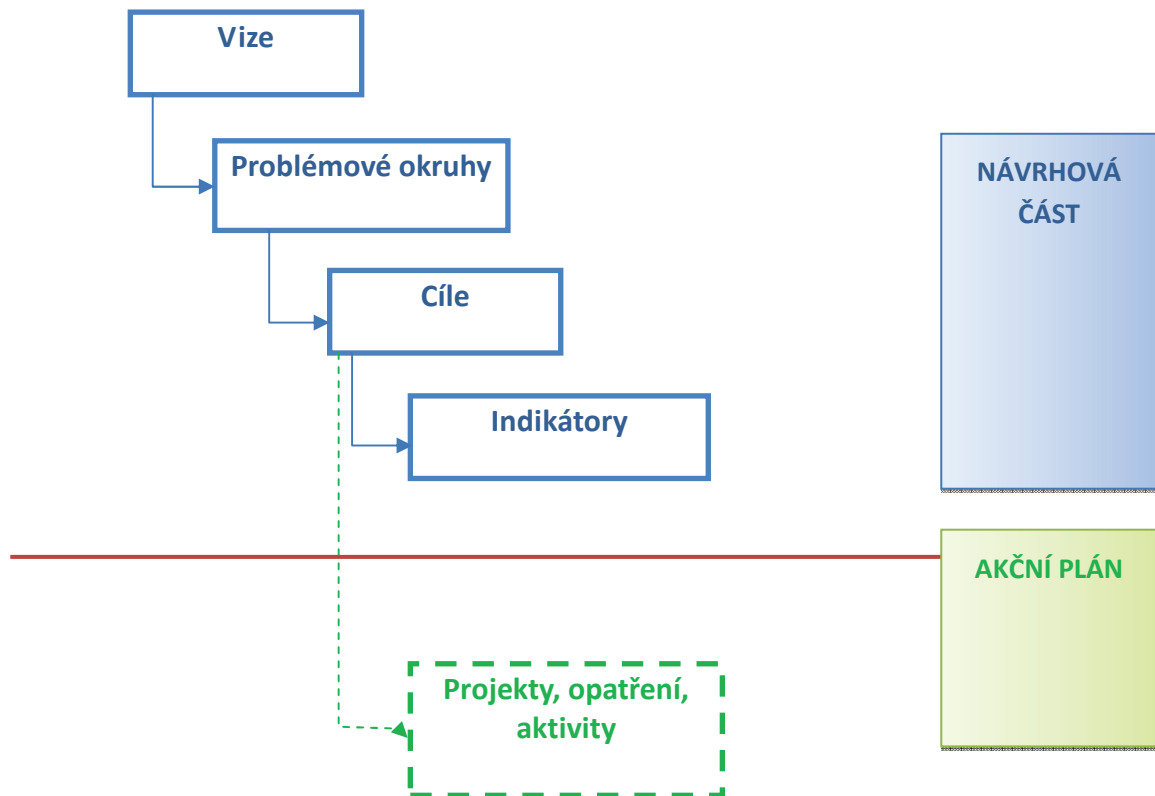 Vize
Problémové okruhy
NÁVRHOVÁ
ČÁST
Cíle
Indikátory
AKČNÍ PLÁN
Projekty, opatření,
aktivity